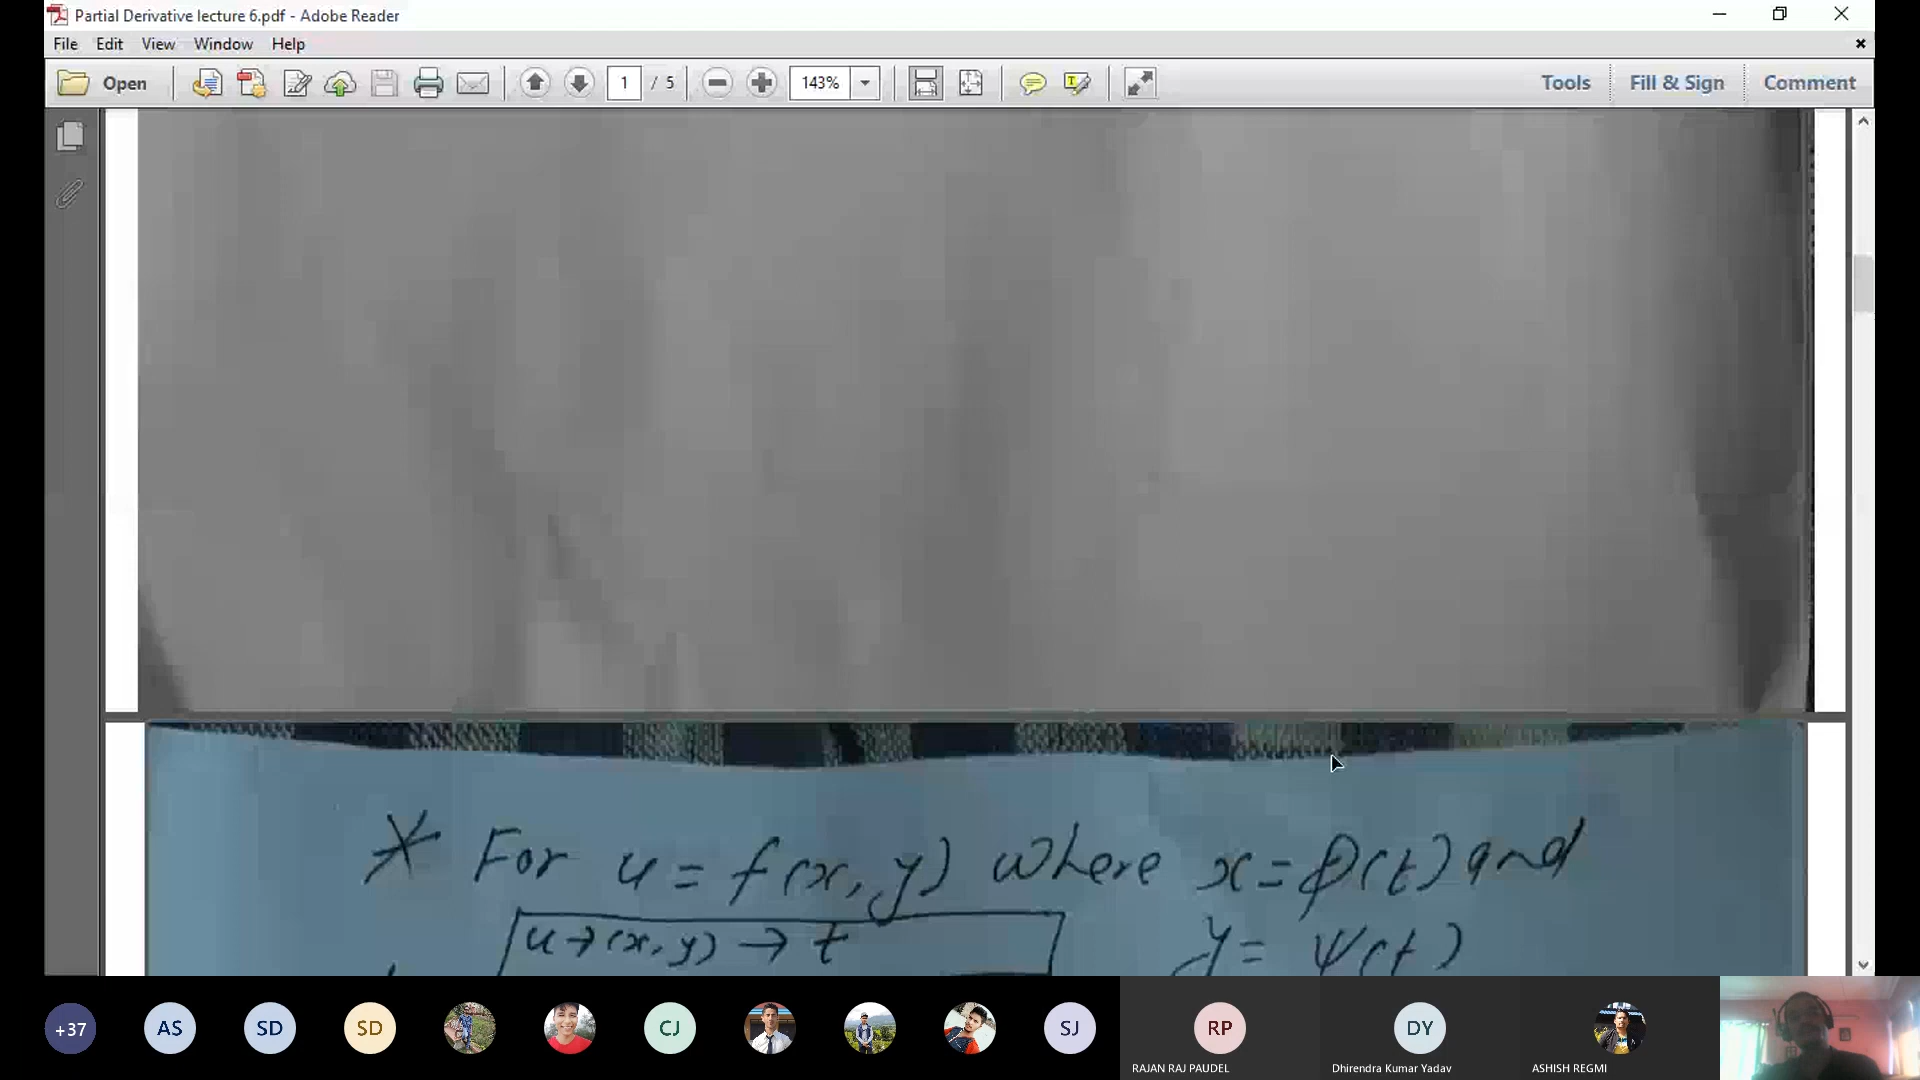 Partial Derivative lecture 6.pdf - Adobe Reader
File Edit View Window Help
Open 1 / 5 143% Tools Fill & Sign Comment
* For u = f(x, y) where x = φ(t) and
u → (x, y) → t y = ψ(t)
+37 AS SD SD CJ SJ RP DY
RAJAN RAJ PAUDEL Dhirendra Kumar Yadav ASHISH REGMI